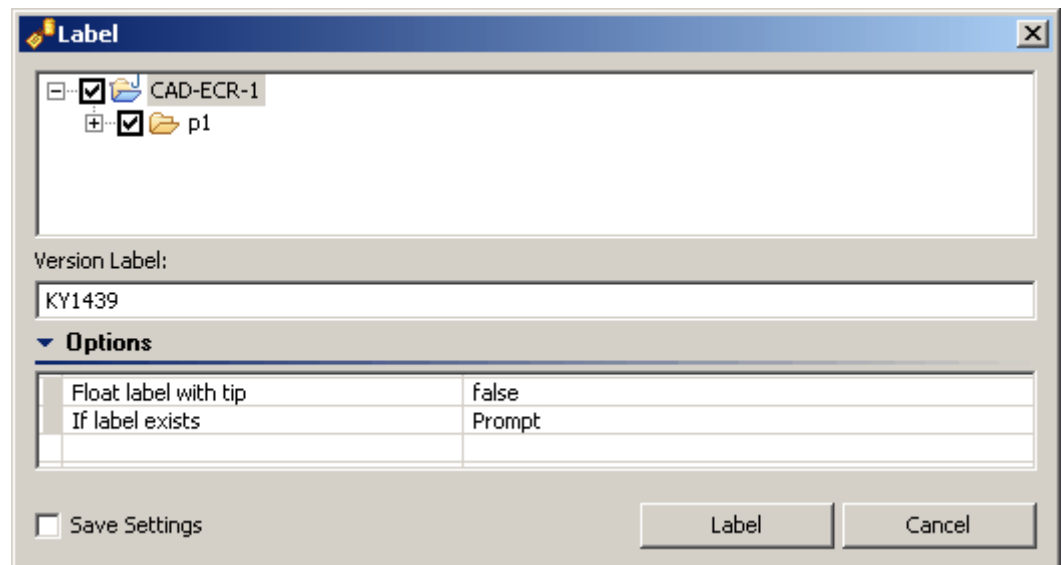 Label
CAD-ECR-1
p1
Version Label:
KY1439
Options
Float label with tip false
If label exists Prompt
Save Settings Label Cancel